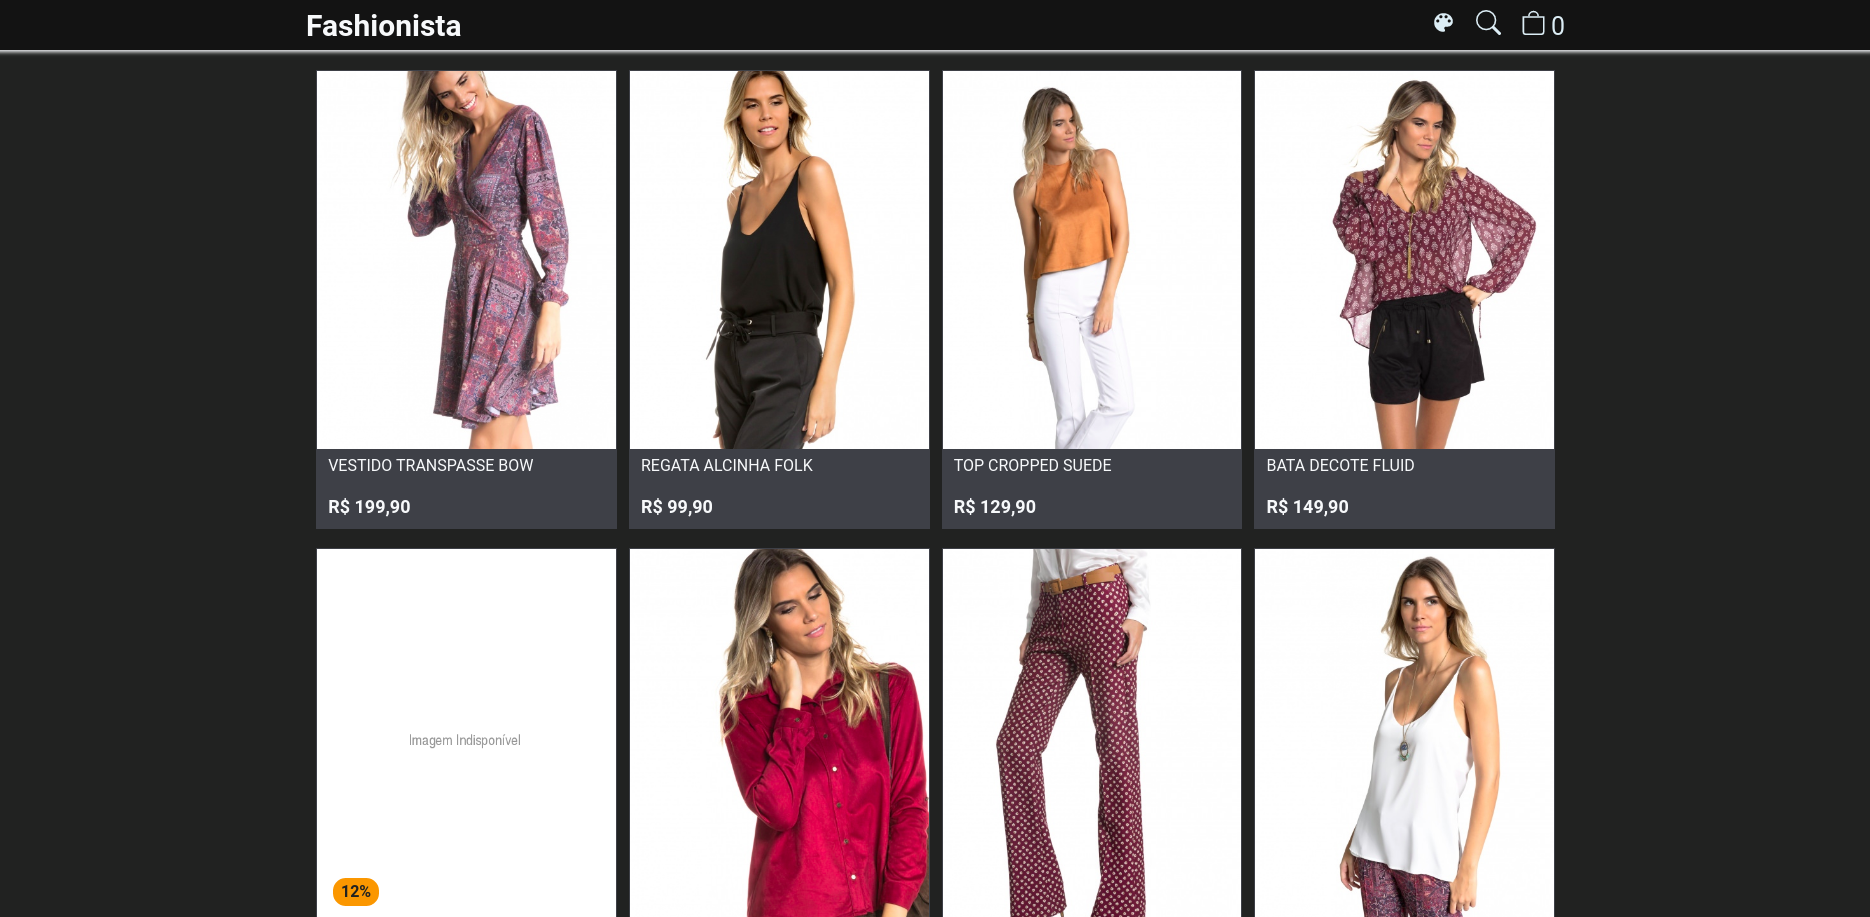 Fashionista
0
VESTIDO TRANSPASSE BOW
R$ 199,90
REGATA ALCINHA FOLK
R$ 99,90
TOP CROPPED SUEDE
R$ 129,90
BATA DECOTE FLUID
R$ 149,90
Imagem Indisponível
12%